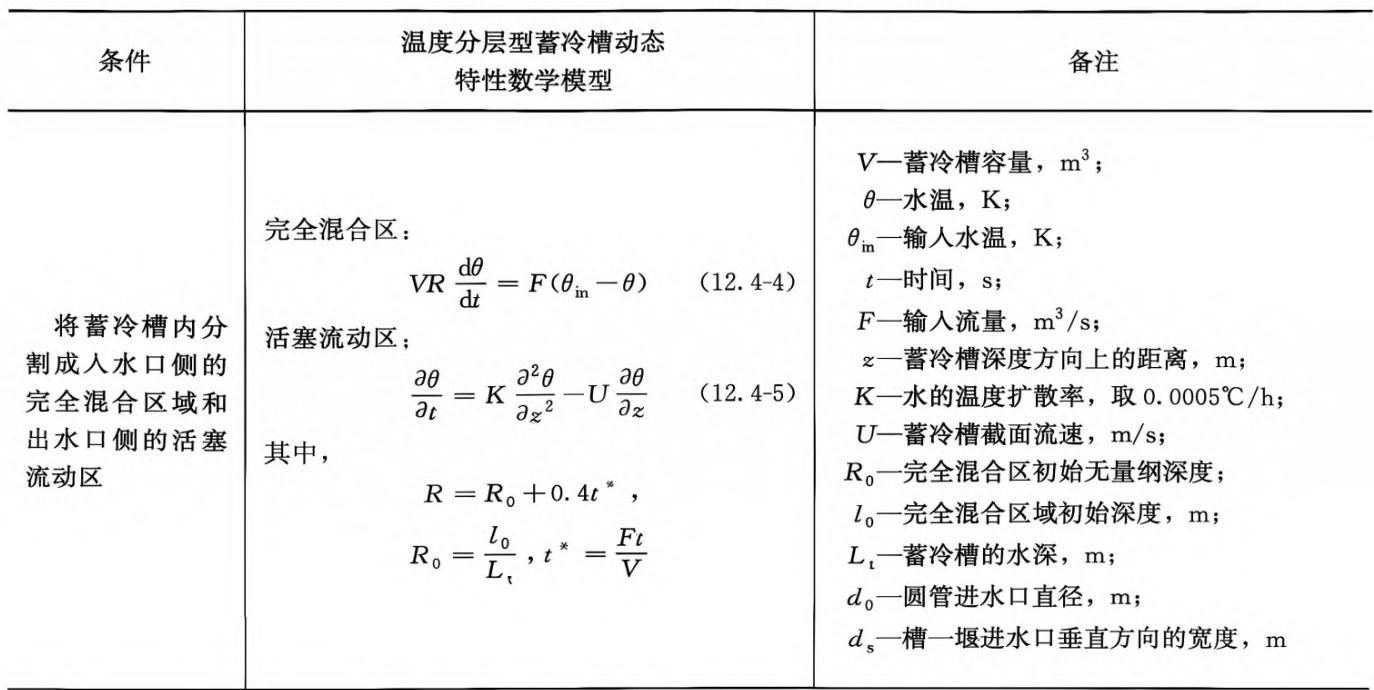 条件
温度分层型蓄冷槽动态
特性数学模型
备注
将蓄冷槽内分
割成人水口侧的
完全混合区域和
出水口侧的活塞
流动区
完全混合区:
VR dθ/dt = F(θin − θ) (12.4-4)
活塞流动区;
∂θ/∂t = K ∂²θ/∂z² − U ∂θ/∂z (12.4-5)
其中,
R = R₀ + 0.4t*,
R₀ = l₀/Lt, t* = Ft/V
V—蓄冷槽容量,m³;
θ—水温,K;
θin—输人水温,K;
t—时间,s;
F—输人流量,m³/s;
z—蓄冷槽深度方向上的距离,m;
K—水的温度扩散率,取 0.0005℃/h;
U—蓄冷槽截面流速,m/s;
R₀—完全混合区初始无量纲深度;
l₀—完全混合区域初始深度,m;
Lt—蓄冷槽的水深,m;
d₀—圆管进水口直径,m;
ds—槽一堰进水口垂直方向的宽度,m